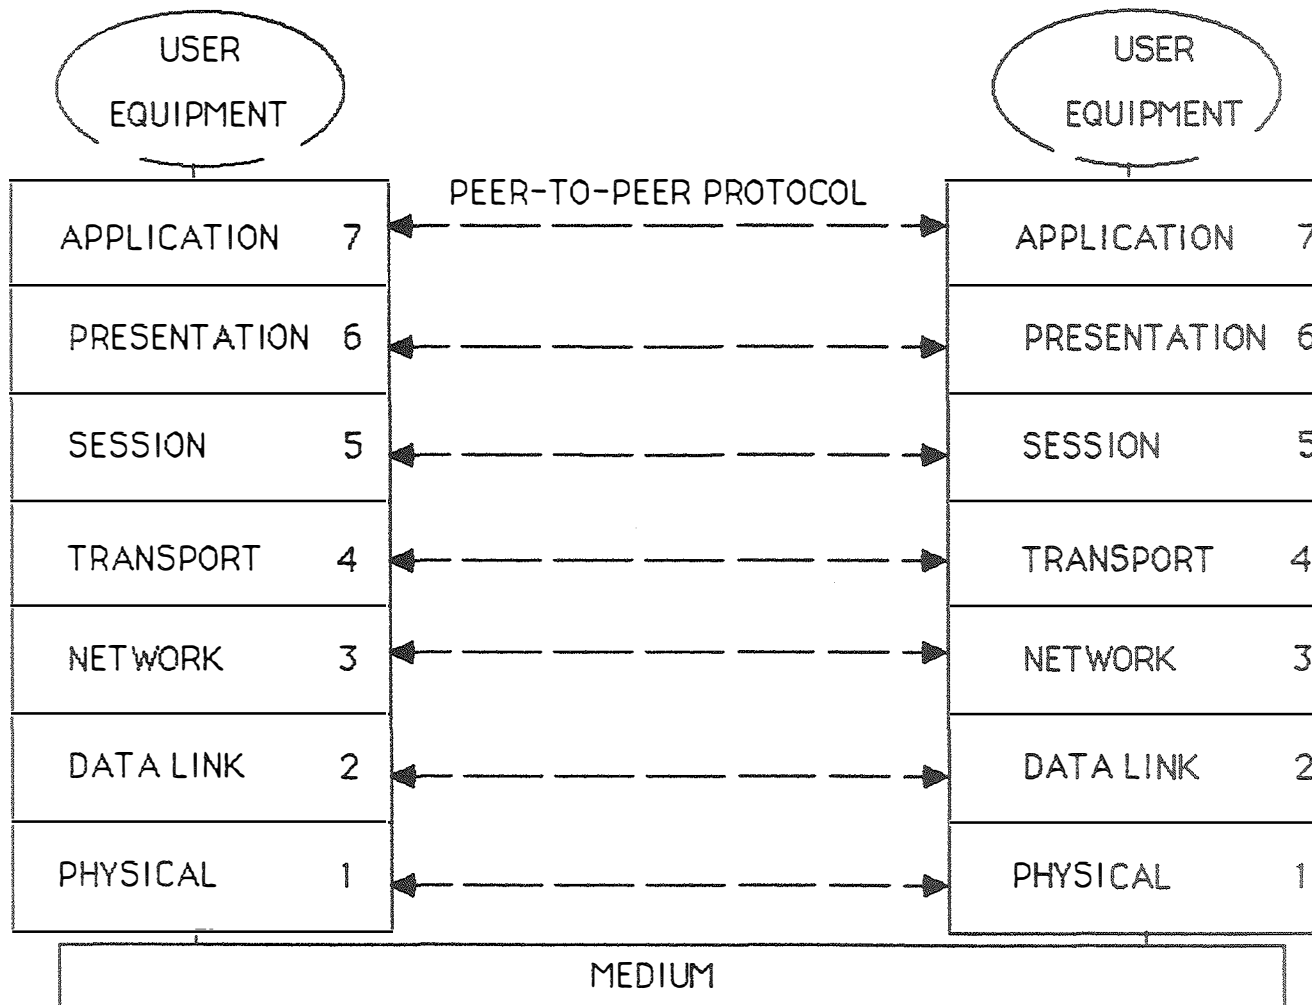 USER
EQUIPMENT
USER
EQUIPMENT
PEER-TO-PEER PROTOCOL
APPLICATION 7
APPLICATION 7
PRESENTATION 6
PRESENTATION 6
SESSION 5
SESSION 5
TRANSPORT 4
TRANSPORT 4
NETWORK 3
NETWORK 3
DATA LINK 2
DATA LINK 2
PHYSICAL 1
PHYSICAL 1
MEDIUM